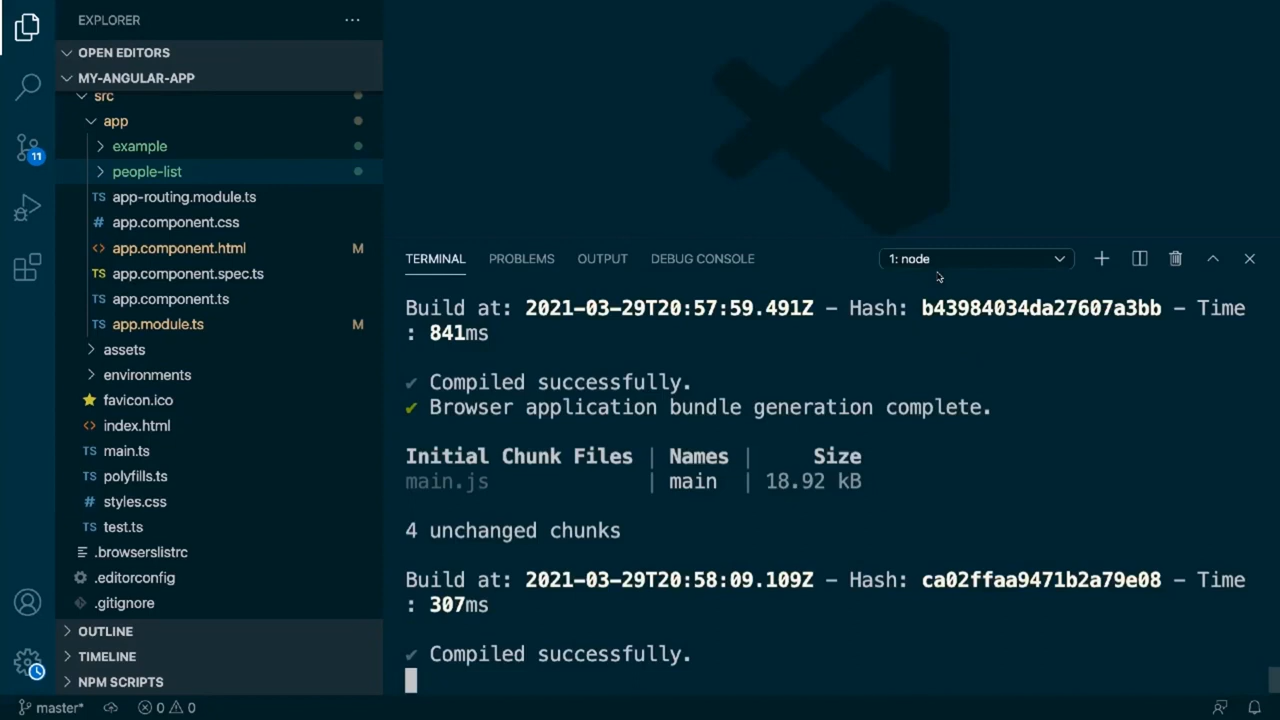 EXPLORER
OPEN EDITORS
MY-ANGULAR-APP
src
app
example
people-list
TS app-routing.module.ts
# app.component.css
<> app.component.html M
TS app.component.spec.ts
TS app.component.ts
TS app.module.ts M
assets
environments
favicon.ico
<> index.html
TS main.ts
TS polyfills.ts
# styles.css
TS test.ts
.browserslistrc
.editorconfig
.gitignore
OUTLINE
TIMELINE
NPM SCRIPTS
11
master* 0 0
TERMINAL PROBLEMS OUTPUT DEBUG CONSOLE 1: node
Build at: 2021-03-29T20:57:59.491Z - Hash: b43984034da27607a3bb - Time
: 841ms
✔ Compiled successfully.
✔ Browser application bundle generation complete.
Initial Chunk Files | Names | Size
main.js | main | 18.92 kB
4 unchanged chunks
Build at: 2021-03-29T20:58:09.109Z - Hash: ca02ffaa9471b2a79e08 - Time
: 307ms
✔ Compiled successfully.